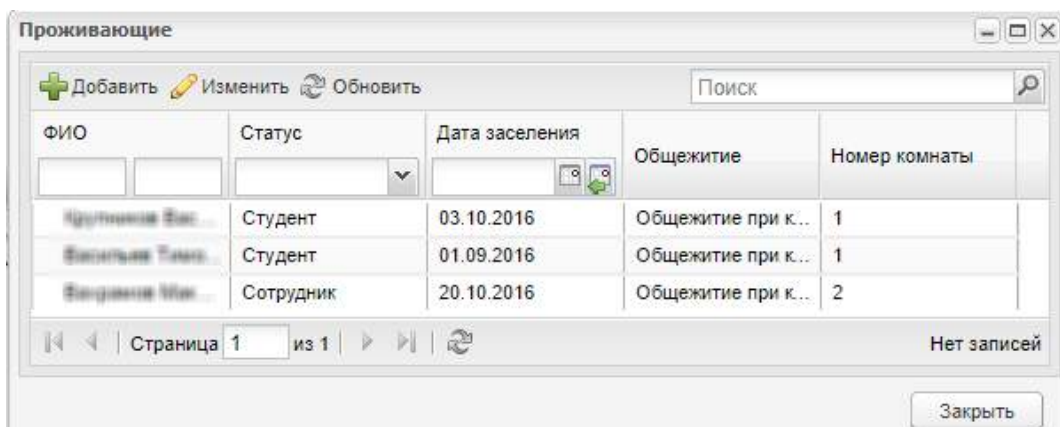 Проживающие
Добавить Изменить Обновить Поиск
ФИО Статус Дата заселения Общежитие Номер комнаты
Студент 03.10.2016 Общежитие при к... 1
Студент 01.09.2016 Общежитие при к... 1
Сотрудник 20.10.2016 Общежитие при к... 2
Страница 1 из 1 Нет записей
Закрыть